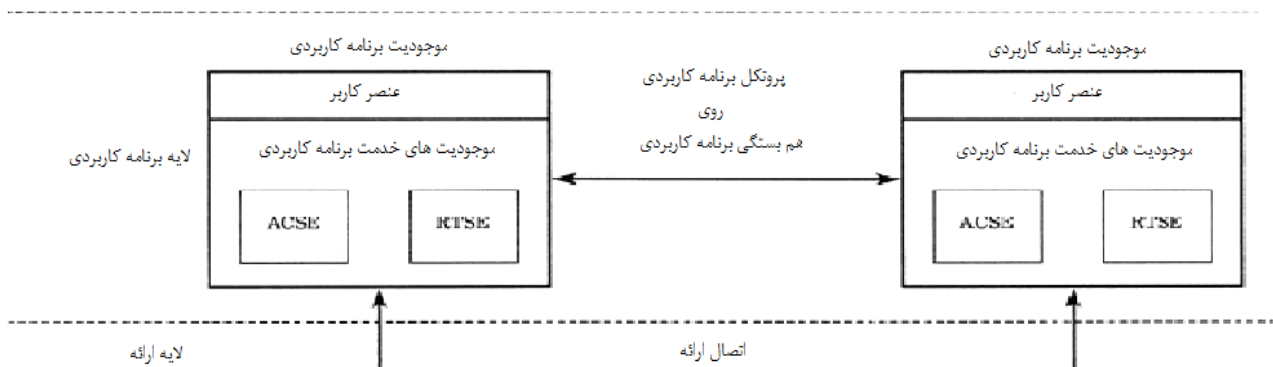 موجودیت برنامه کاربردی
موجودیت برنامه کاربردی
عنصر کاربر
پروتکل برنامه کاربردی
روی
هم بستگی برنامه کاربردی
عنصر کاربر
لایه برنامه کاربردی
موجودیت های خدمت برنامه کاربردی
موجودیت های خدمت برنامه کاربردی
ACSE
RTSE
ACSE
RTSE
لایه ارائه
اتصال ارائه